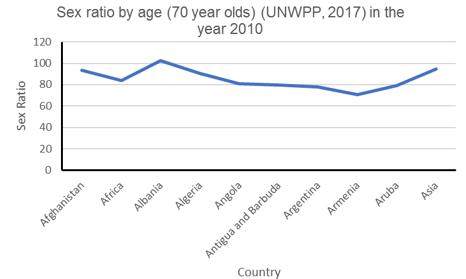 Sex ratio by age (70 year olds) (UNWPP, 2017) in the
year 2010
120
100
80
60
40
20
0
Sex Ratio
Afghanistan
Africa
Albania
Algeria
Angola
Antigua and Barbuda
Argentina
Armenia
Aruba
Asia
Country